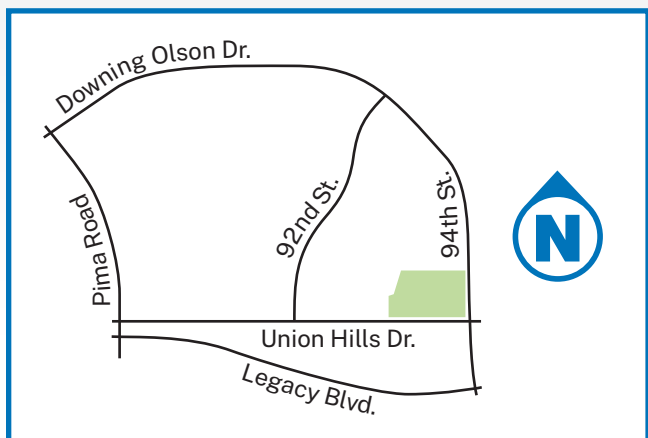 Downing Olson Dr.
Pima Road
92nd St.
94th St.
N
Union Hills Dr.
Legacy Blvd.